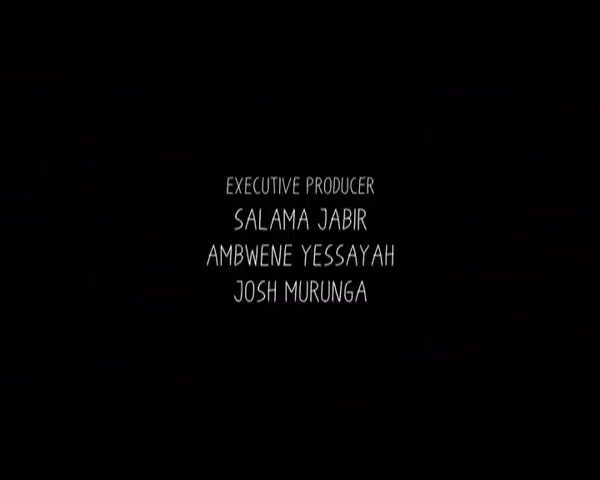 EXECUTIVE PRODUCER
SALAMA JABIR
AMBWENE YESSAYAH
JOSH MURUNGA